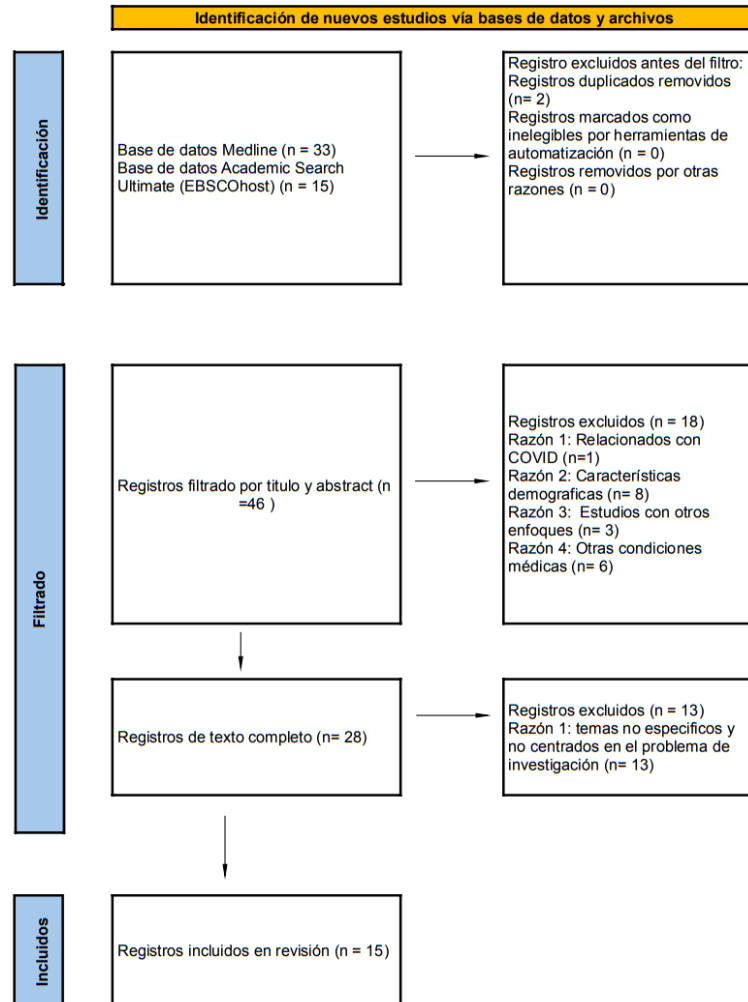 Identificación de nuevos estudios vía bases de datos y archivos
Identificación
Base de datos Medline (n = 33)
Base de datos Academic Search
Ultimate (EBSCOhost) (n = 15)
Registro excluidos antes del filtro:
Registros duplicados removidos
(n= 2)
Registros marcados como
inelegibles por herramientas de
automatización (n = 0)
Registros removidos por otras
razones (n = 0)
Filtrado
Registros filtrado por titulo y abstract (n
=46 )
Registros excluidos (n = 18)
Razón 1: Relacionados con
COVID (n=1)
Razón 2: Características
demograficas (n= 8)
Razón 3: Estudios con otros
enfoques (n= 3)
Razón 4: Otras condiciones
médicas (n= 6)
Registros de texto completo (n= 28)
Registros excluidos (n = 13)
Razón 1: temas no especificos y
no centrados en el problema de
investigación (n= 13)
Incluidos
Registros incluidos en revisión (n = 15)